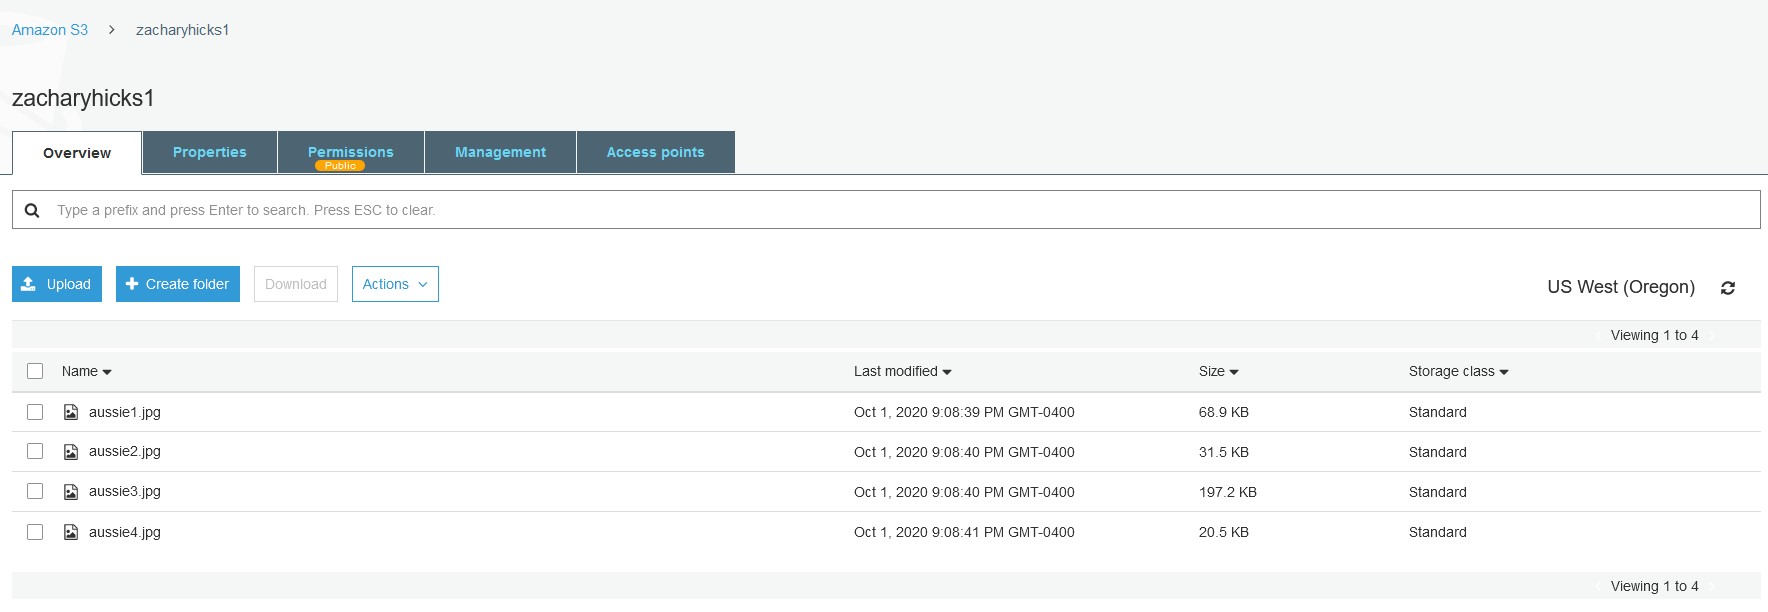 Amazon S3 > zacharyhicks1
zacharyhicks1
Overview Properties Permissions Management Access points
Public
Type a prefix and press Enter to search. Press ESC to clear.
Upload Create folder Download Actions US West (Oregon)
Viewing 1 to 4
Name Last modified Size Storage class
aussie1.jpg Oct 1, 2020 9:08:39 PM GMT-0400 68.9 KB Standard
aussie2.jpg Oct 1, 2020 9:08:40 PM GMT-0400 31.5 KB Standard
aussie3.jpg Oct 1, 2020 9:08:40 PM GMT-0400 197.2 KB Standard
aussie4.jpg Oct 1, 2020 9:08:41 PM GMT-0400 20.5 KB Standard
Viewing 1 to 4